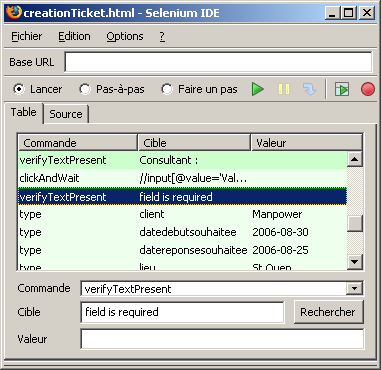 creationTicket.html - Selenium IDE
Fichier Edition Options ?
Base URL
Lancer Pas-à-pas Faire un pas
Table Source
Commande Cible Valeur
verifyTextPresent Consultant :
clickAndWait //input[@value='Val...
verifyTextPresent field is required
type client Manpower
type datedebutsouhaitee 2006-08-30
type datereponsesouhaitee 2006-08-25
type lieu St Ouen
Commande verifyTextPresent
Cible field is required Rechercher
Valeur